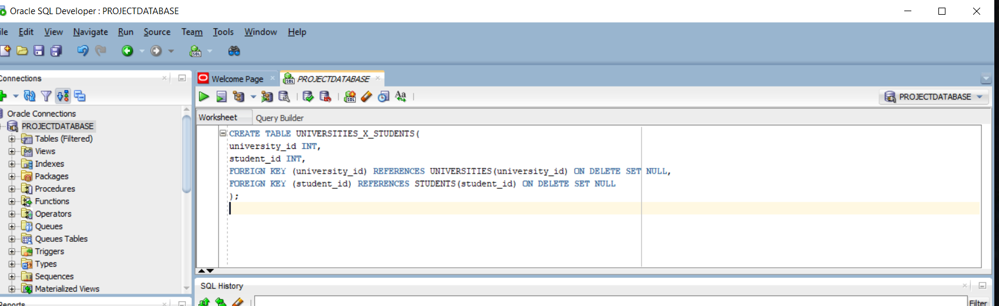 Oracle SQL Developer : PROJECTDATABASE
ile Edit View Navigate Run Source Team Tools Window Help
Connections
Welcome Page
PROJECTDATABASE
PROJECTDATABASE
Oracle Connections
PROJECTDATABASE
Tables (Filtered)
Views
Indexes
Packages
Procedures
Functions
Operators
Queues
Queues Tables
Triggers
Types
Sequences
Materialized Views
Reports
Worksheet
Query Builder
CREATE TABLE UNIVERSITIES_X_STUDENTS(
university_id INT,
student_id INT,
FOREIGN KEY (university_id) REFERENCES UNIVERSITIES(university_id) ON DELETE SET NULL,
FOREIGN KEY (student_id) REFERENCES STUDENTS(student_id) ON DELETE SET NULL
);
SQL History
Filter